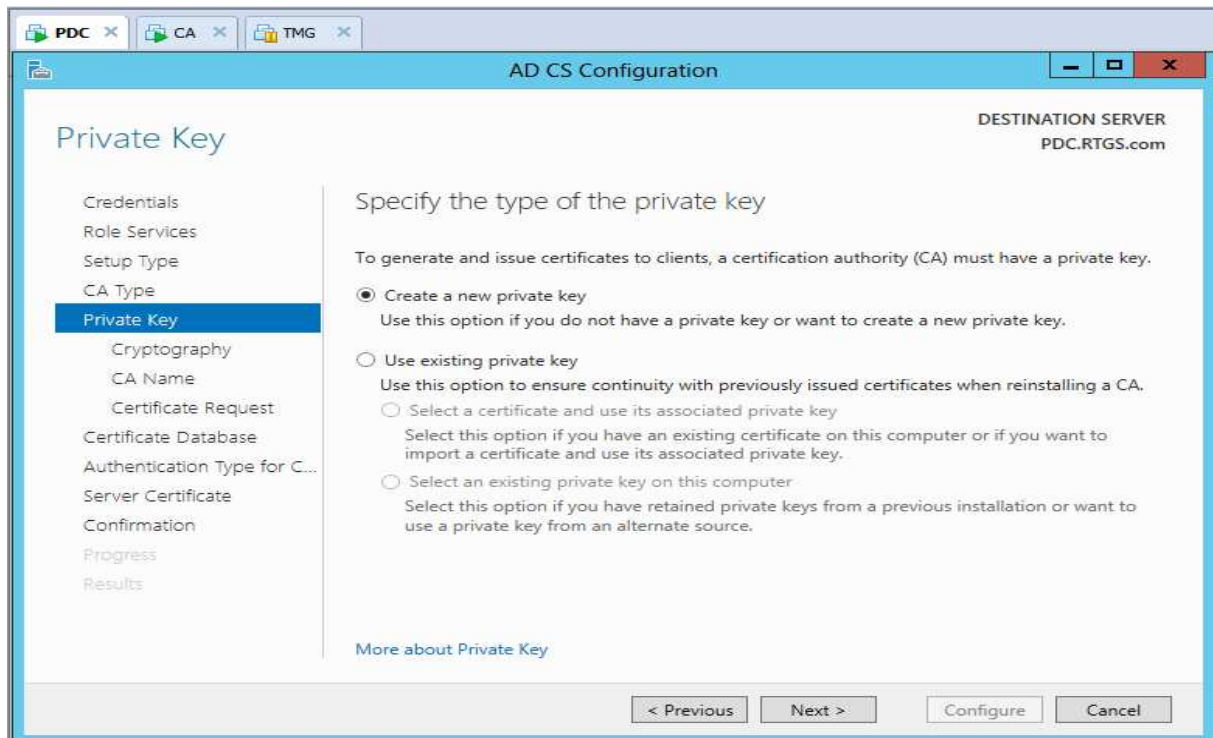 PDC
CA
TMG
AD CS Configuration
Private Key
DESTINATION SERVER
PDC.RTGS.com
Credentials
Role Services
Setup Type
CA Type
Private Key
Cryptography
CA Name
Certificate Request
Certificate Database
Authentication Type for C...
Server Certificate
Confirmation
Progress
Results
Specify the type of the private key
To generate and issue certificates to clients, a certification authority (CA) must have a private key.
Create a new private key
Use this option if you do not have a private key or want to create a new private key.
Use existing private key
Use this option to ensure continuity with previously issued certificates when reinstalling a CA.
Select a certificate and use its associated private key
Select this option if you have an existing certificate on this computer or if you want to
import a certificate and use its associated private key.
Select an existing private key on this computer
Select this option if you have retained private keys from a previous installation or want to
use a private key from an alternate source.
More about Private Key
< Previous
Next >
Configure
Cancel